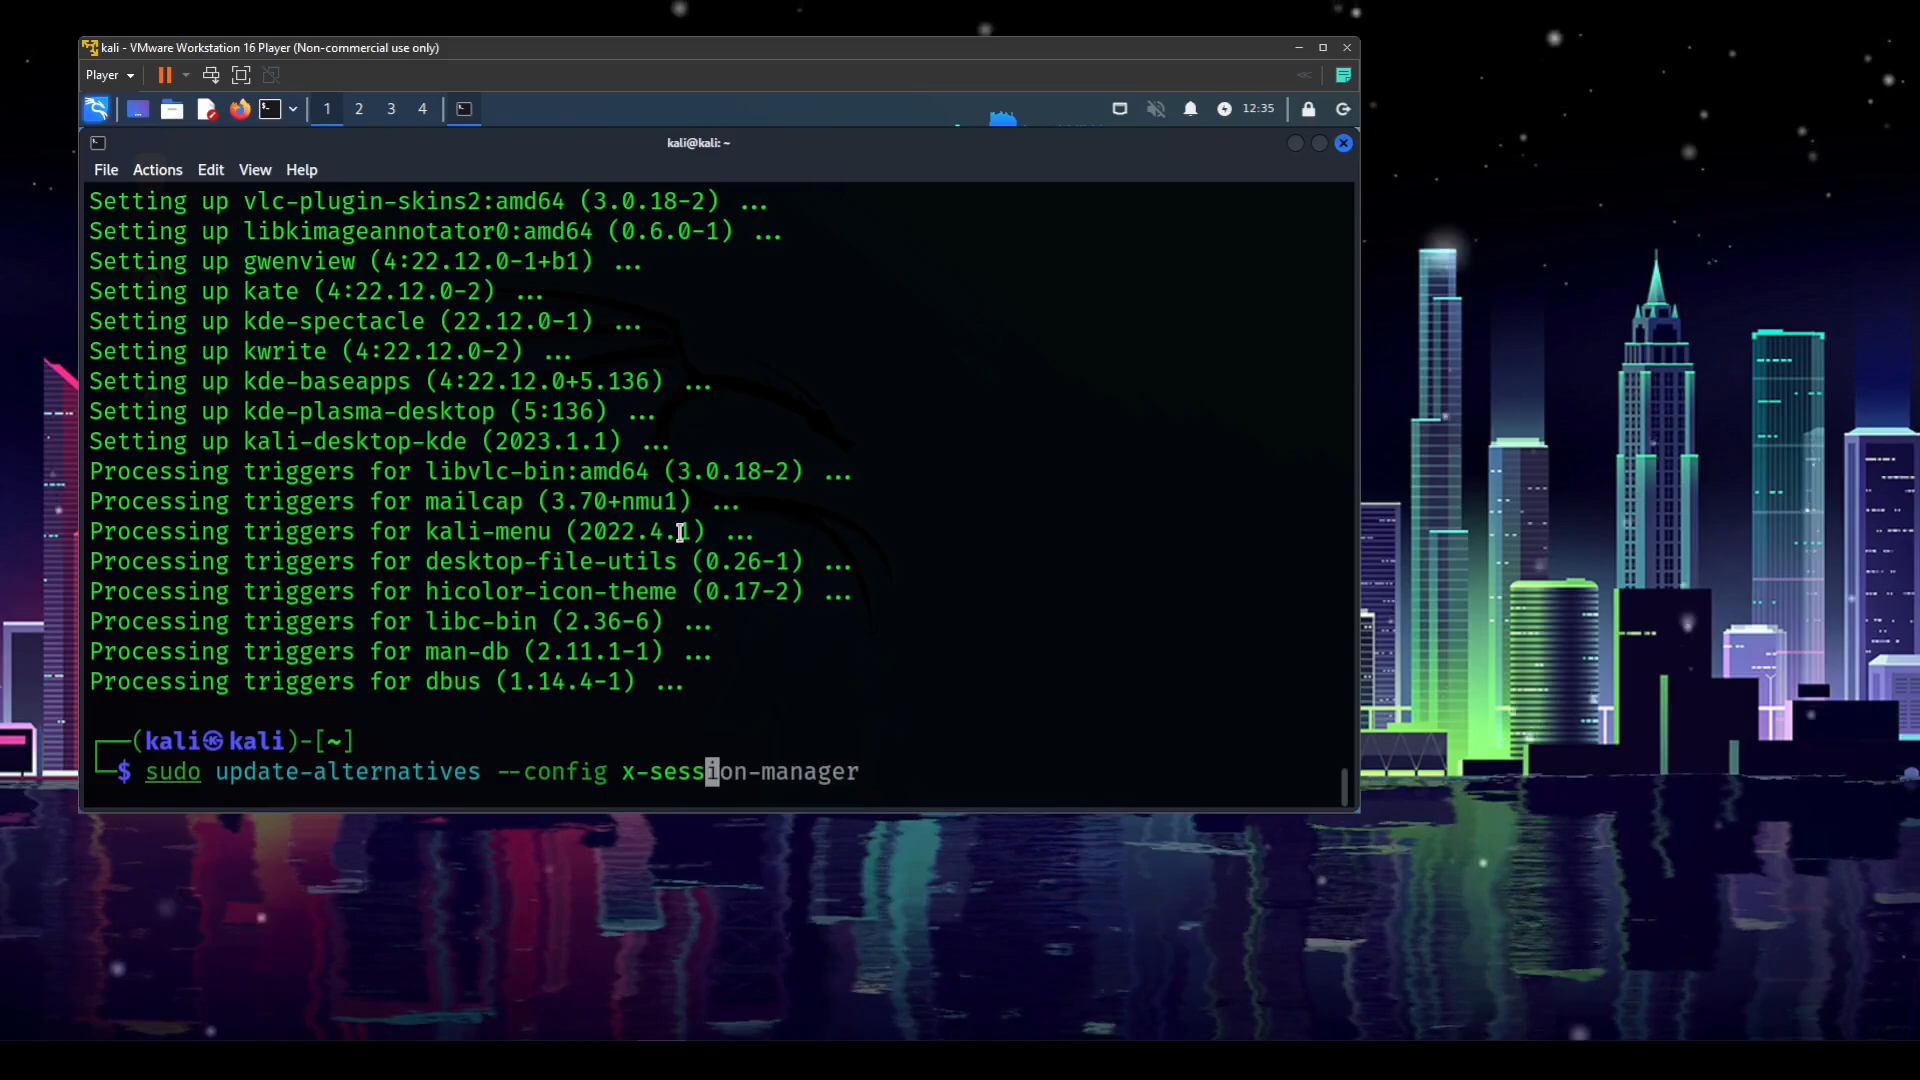 kali - VMware Workstation 16 Player (Non-commercial use only)
Player
1 2 3 4
12:35
kali@kali: ~
File Actions Edit View Help
Setting up vlc-plugin-skins2:amd64 (3.0.18-2) ...
Setting up libkimageannotator0:amd64 (0.6.0-1) ...
Setting up gwenview (4:22.12.0-1+b1) ...
Setting up kate (4:22.12.0-2) ...
Setting up kde-spectacle (22.12.0-1) ...
Setting up kwrite (4:22.12.0-2) ...
Setting up kde-baseapps (4:22.12.0+5.136) ...
Setting up kde-plasma-desktop (5:136) ...
Setting up kali-desktop-kde (2023.1.1) ...
Processing triggers for libvlc-bin:amd64 (3.0.18-2) ...
Processing triggers for mailcap (3.70+nmu1) ...
Processing triggers for kali-menu (2022.4.1) ...
Processing triggers for desktop-file-utils (0.26-1) ...
Processing triggers for hicolor-icon-theme (0.17-2) ...
Processing triggers for libc-bin (2.36-6) ...
Processing triggers for man-db (2.11.1-1) ...
Processing triggers for dbus (1.14.4-1) ...
┌──(kali㉿kali)-[~]
└─$ sudo update-alternatives --config x-session-manager